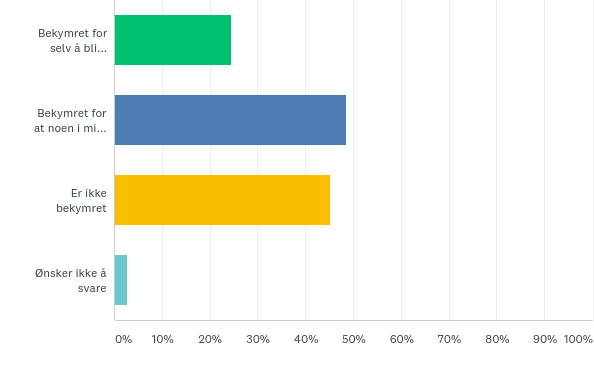 Bekymret for
selv å bli...
Bekymret for
at noen i mi...
Er ikke
bekymret
Ønsker ikke å
svare
0% 10% 20% 30% 40% 50% 60% 70% 80% 90% 100%